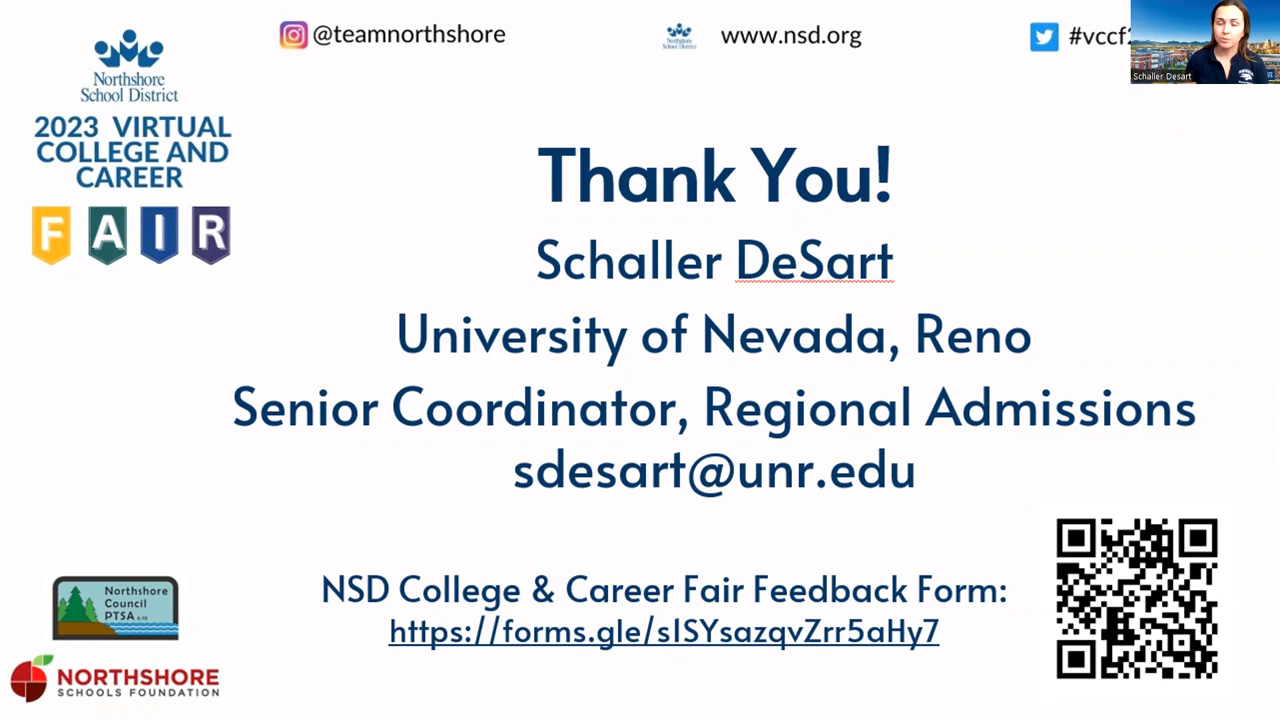 @teamnorthshore
www.nsd.org
Schaller Desart
Northshore
School District
2023 VIRTUAL
COLLEGE AND
CAREER
FAIR
Thank You!
Schaller DeSart
University of Nevada, Reno
Senior Coordinator, Regional Admissions
sdesart@unr.edu
NSD College & Career Fair Feedback Form:
https://forms.gle/s1SYsazqvZrr5aHy7
Northshore
Council
PTSA
NORTHSHORE
SCHOOLS FOUNDATION